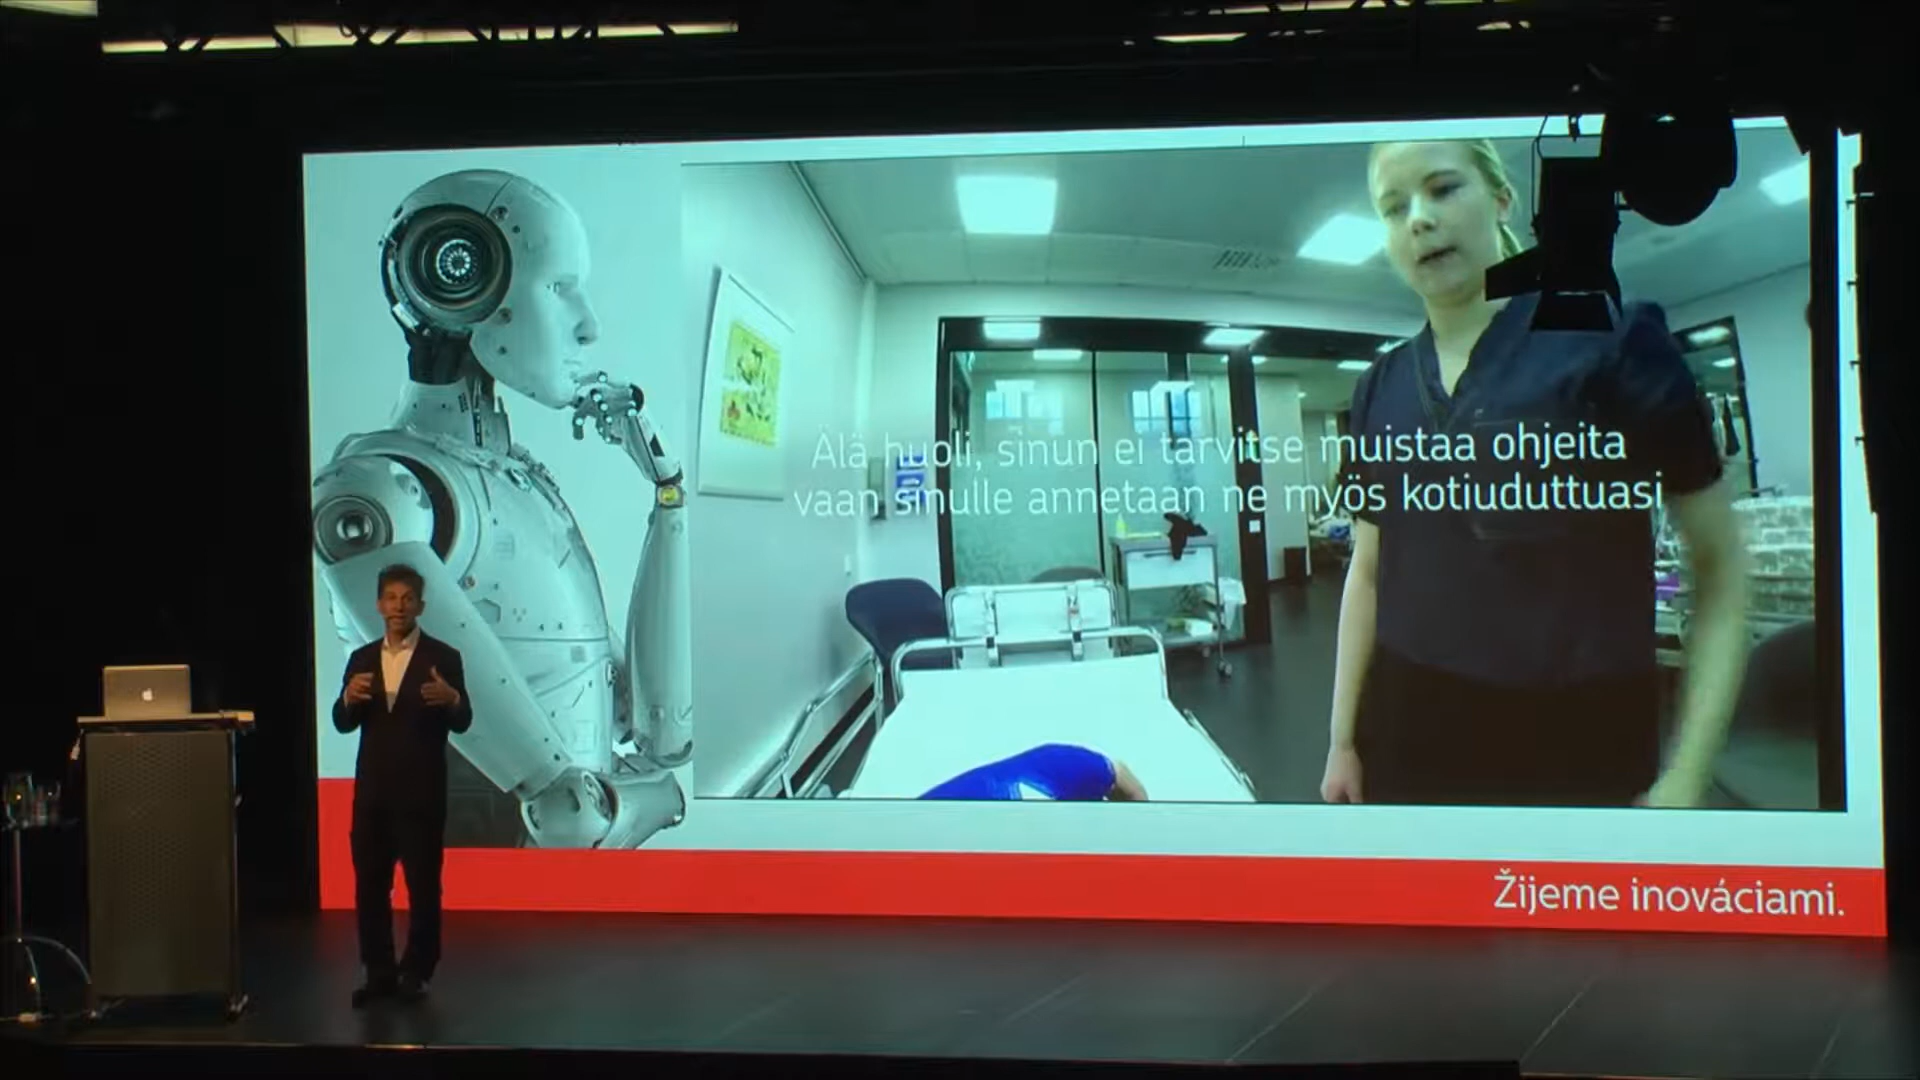 Älä huoli, sinun ei tarvitse muistaa ohjeita
vaan sinulle annetaan ne myös kotiuduttuasi
Žijeme inováciami.